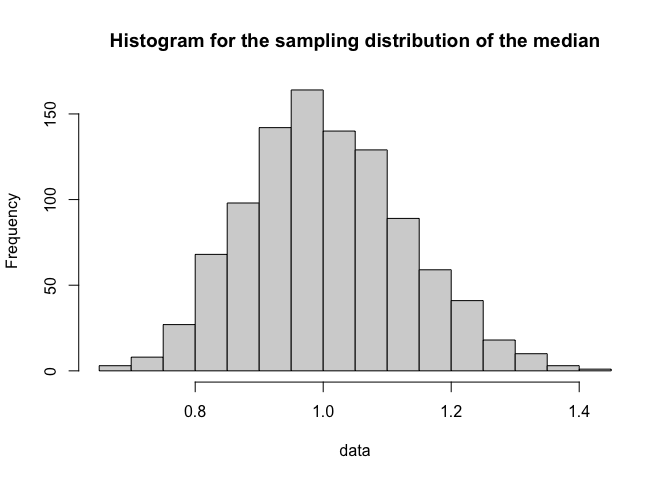 Histogram for the sampling distribution of the median
Frequency
150
100
50
0
0.8 1.0 1.2 1.4
data